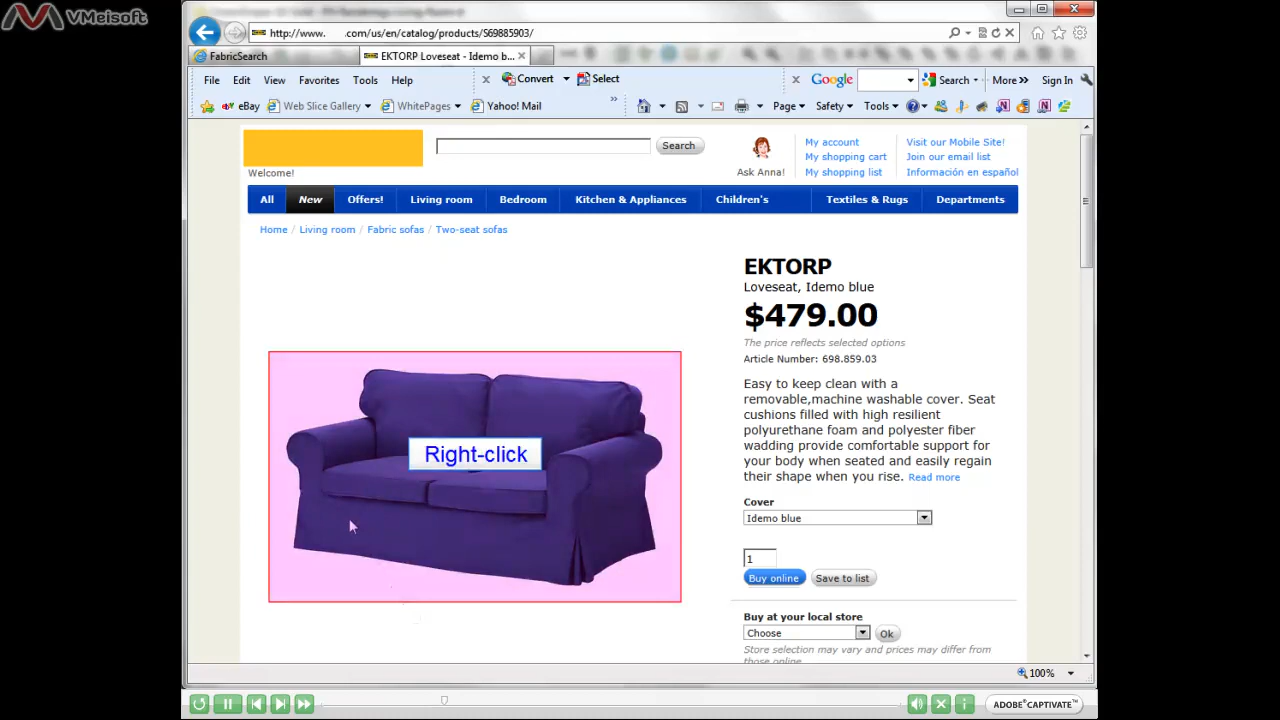 VMeisoft
http://www. .com/us/en/catalog/products/S69885903/
FabricSearch
EKTORP Loveseat - Idemo b...
File Edit View Favorites Tools Help
Convert Select
Google Search More » Sign In
eBay Web Slice Gallery WhitePages Yahoo! Mail » Page Safety Tools
Search
Welcome!
Ask Anna!
My account
My shopping cart
My shopping list
Visit our Mobile Site!
Join our email list
Información en español
All New Offers! Living room Bedroom Kitchen & Appliances Children's Textiles & Rugs Departments
Home / Living room / Fabric sofas / Two-seat sofas
EKTORP
Loveseat, Idemo blue
$479.00
The price reflects selected options
Article Number: 698.859.03
Easy to keep clean with a
removable,machine washable cover. Seat
cushions filled with high resilient
polyurethane foam and polyester fiber
wadding provide comfortable support for
your body when seated and easily regain
their shape when you rise. Read more
Right-click
Cover
Idemo blue
1
Buy online Save to list
Buy at your local store
Choose Ok
Store selection may vary and prices may differ from
those online
100%
ADOBE CAPTIVATE™